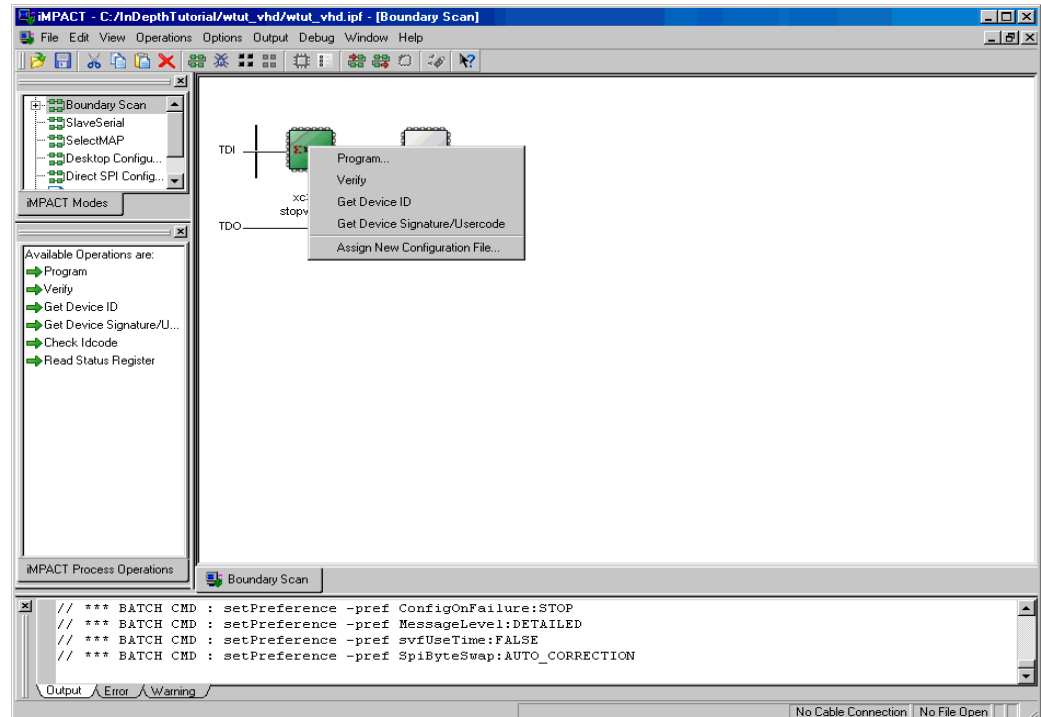 iMPACT - C:/InDepthTutorial/wtut_vhd/wtut_vhd.ipf - [Boundary Scan]
File Edit View Operations Options Output Debug Window Help
Boundary Scan
SlaveSerial
SelectMAP
Desktop Configu...
Direct SPI Config...
iMPACT Modes
Available Operations are:
Program
Verify
Get Device ID
Get Device Signature/U...
Check Idcode
Read Status Register
iMPACT Process Operations
TDI
TDO
Program...
Verify
Get Device ID
Get Device Signature/Usercode
Assign New Configuration File...
Boundary Scan
// *** BATCH CMD : setPreference -pref ConfigOnFailure:STOP
// *** BATCH CMD : setPreference -pref MessageLevel:DETAILED
// *** BATCH CMD : setPreference -pref svfUseTime:FALSE
// *** BATCH CMD : setPreference -pref SpiByteSwap:AUTO_CORRECTION
Output Error Warning
No Cable Connection No File Open